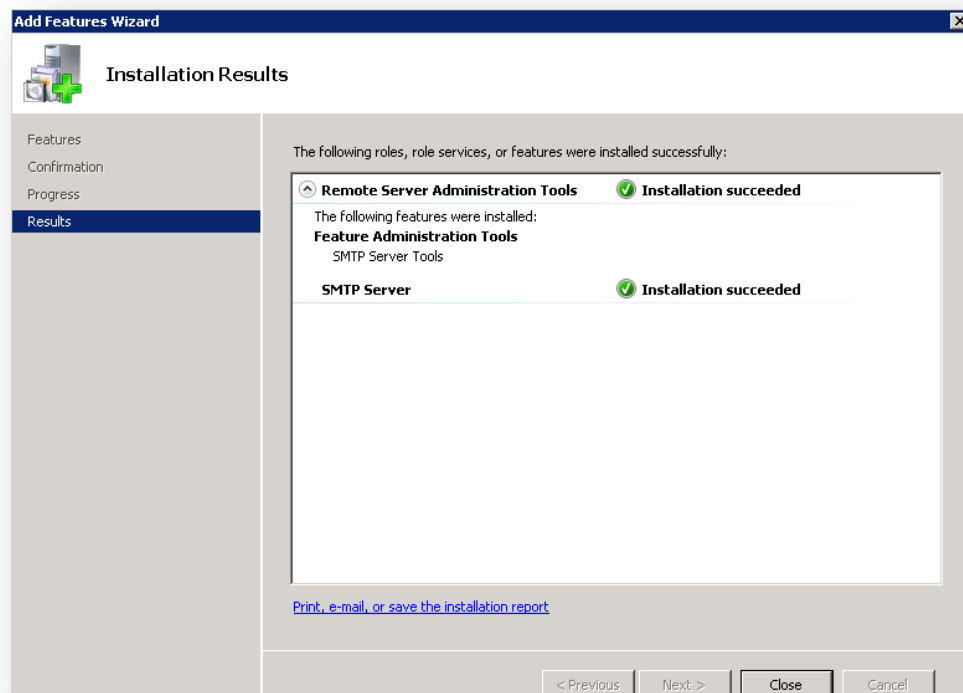 Add Features Wizard
Installation Results
Features
Confirmation
Progress
Results
The following roles, role services, or features were installed successfully:
Remote Server Administration Tools Installation succeeded
The following features were installed:
Feature Administration Tools
SMTP Server Tools
SMTP Server Installation succeeded
Print, e-mail, or save the installation report
< Previous Next > Close Cancel